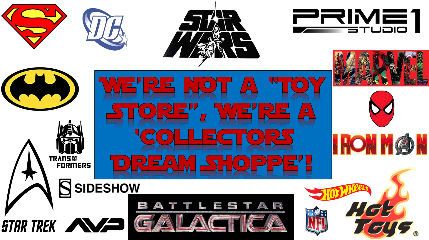 DC
STAR
WARS
PRIME 1
STUDIO
MARVEL
WE'RE NOT A "TOY
STORE", WE'RE A
'COLLECTORS
DREAM SHOPPE'!
TRANSFORMERS
IRON MAN
SIDESHOW
STAR TREK
AVP
BATTLESTAR
GALACTICA
HOT WHEELS
NFL
Hot
Toys®